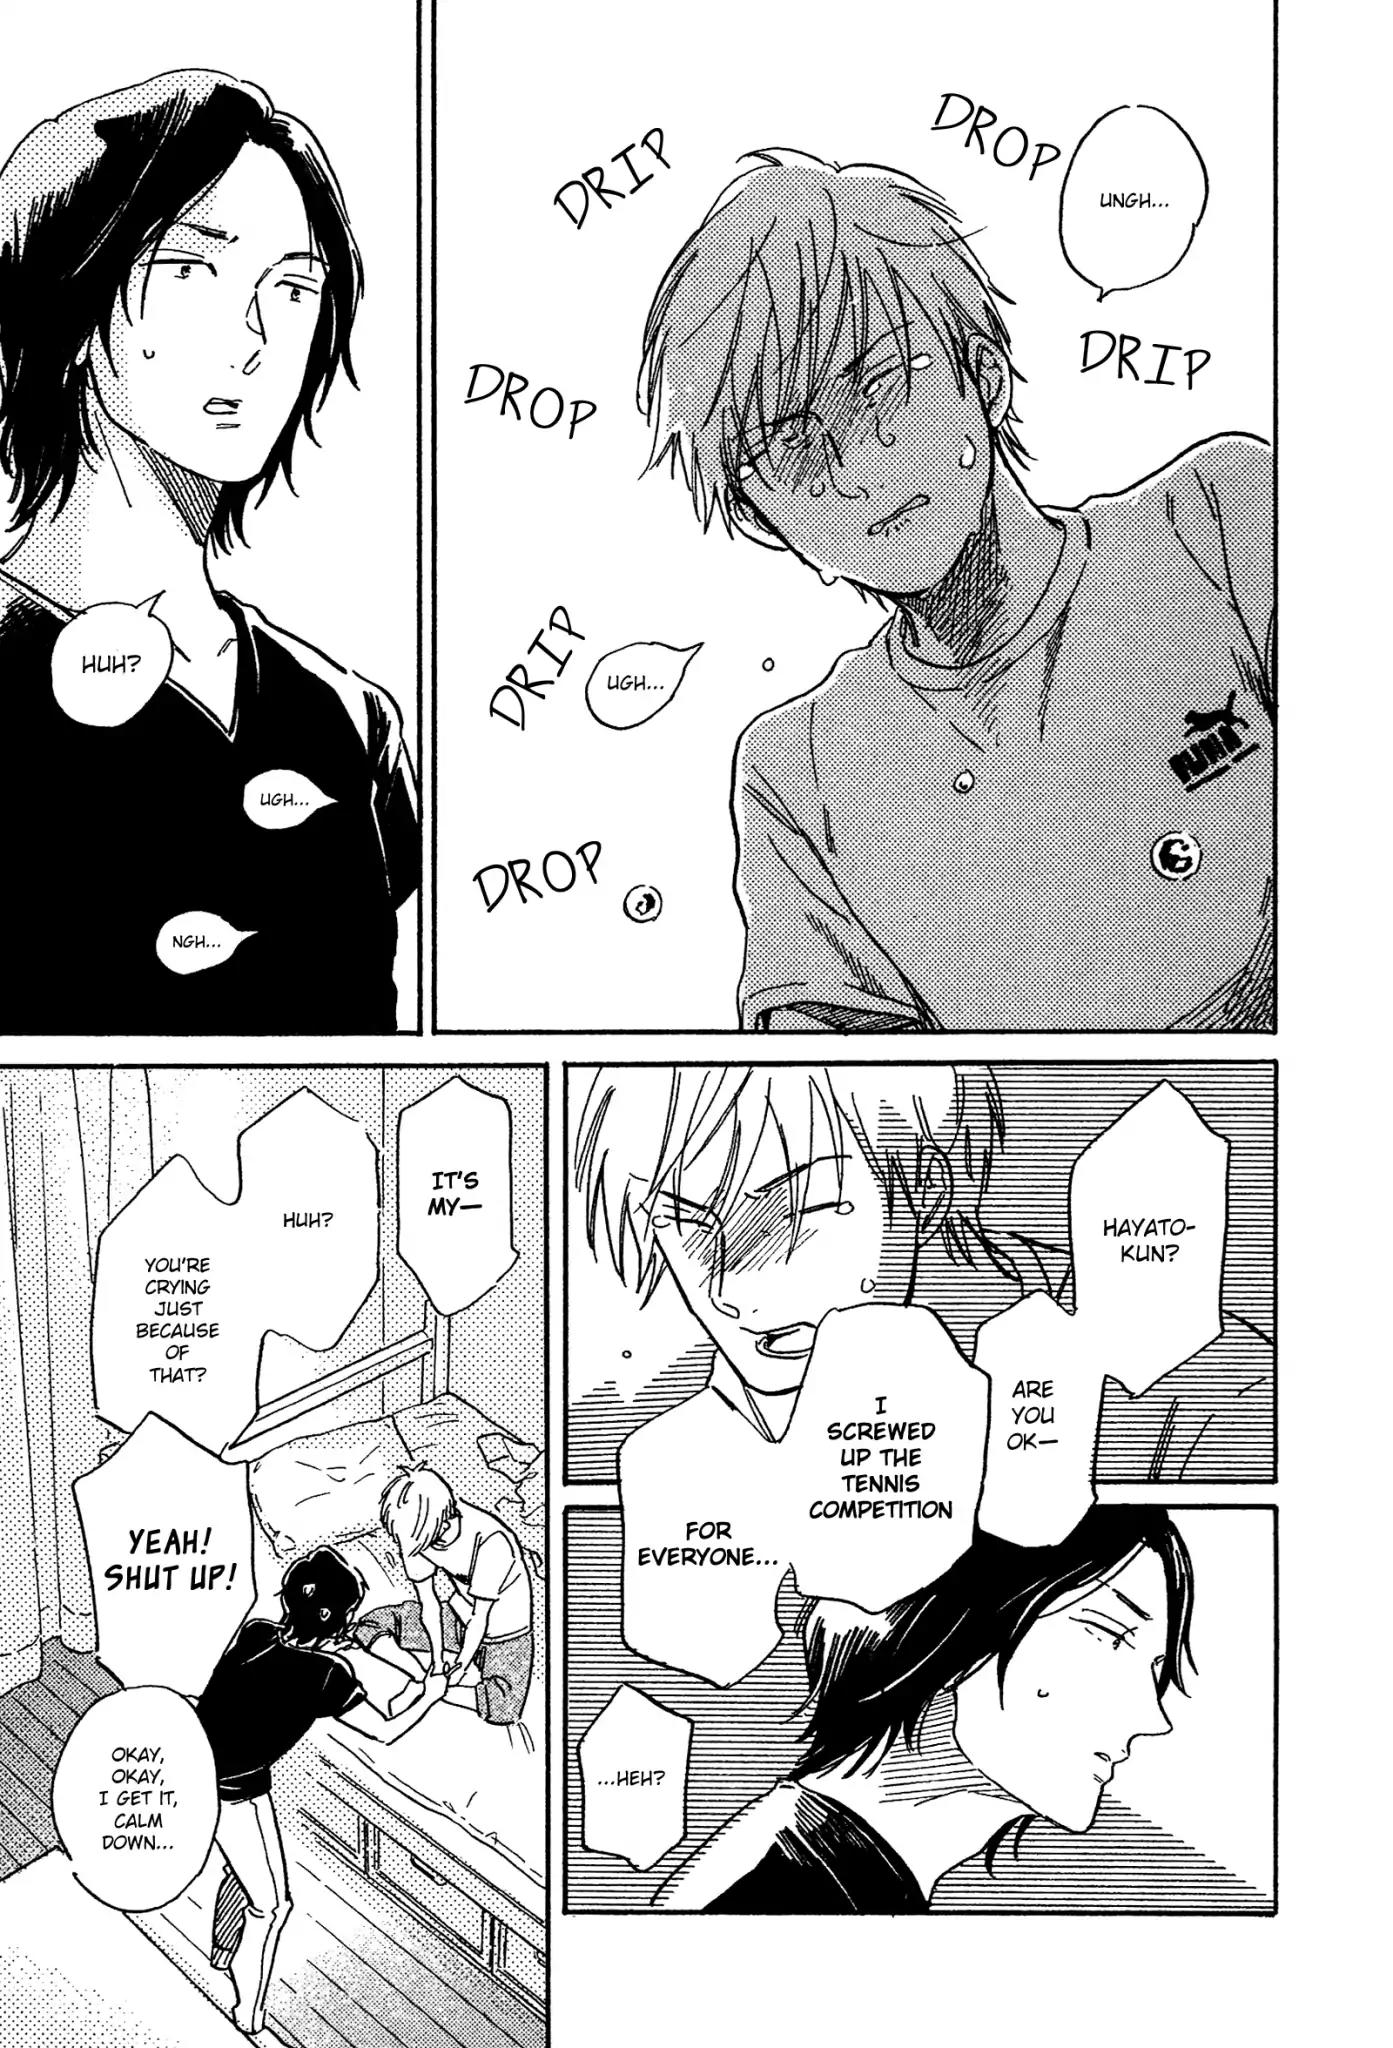 DROP
UNGH...
DRIP
DRIP
DROP
DRIP
UGH...
PUMA
DROP
HUH?
UGH...
NGH...
HAYATO-
KUN?
ARE
YOU
OK—
I
SCREWED
UP THE
TENNIS
COMPETITION
FOR
EVERYONE...
...HEH?
IT'S
MY—
HUH?
YOU'RE
CRYING
JUST
BECAUSE
OF
THAT?
YEAH!
SHUT UP!
OKAY,
OKAY,
I GET IT,
CALM
DOWN...